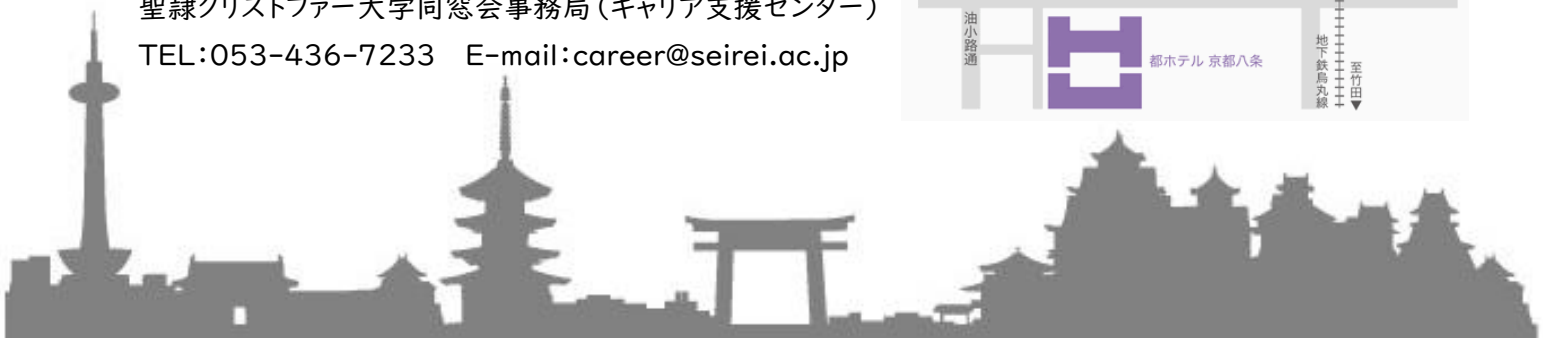 聖隷クリストファー大学同窓会事務局（キャリア支援センター）
TEL：053-436-7233　E-mail：career@seirei.ac.jp
油小路通
都ホテル 京都八条
地下鉄烏丸線
至竹田▼